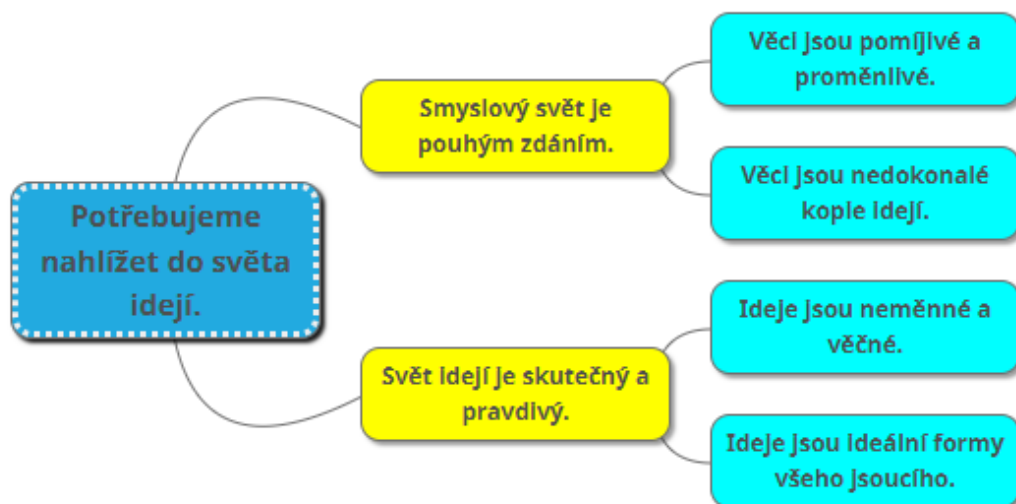 Potřebujeme
nahlížet do světa
idejí.
Smyslový svět je
pouhým zdáním.
Věci jsou pomíjivé a
proměnlivé.
Věci jsou nedokonalé
kopie idejí.
Svět idejí je skutečný a
pravdivý.
Ideje jsou neměnné a
věčné.
Ideje jsou ideální formy
všeho jsoucího.